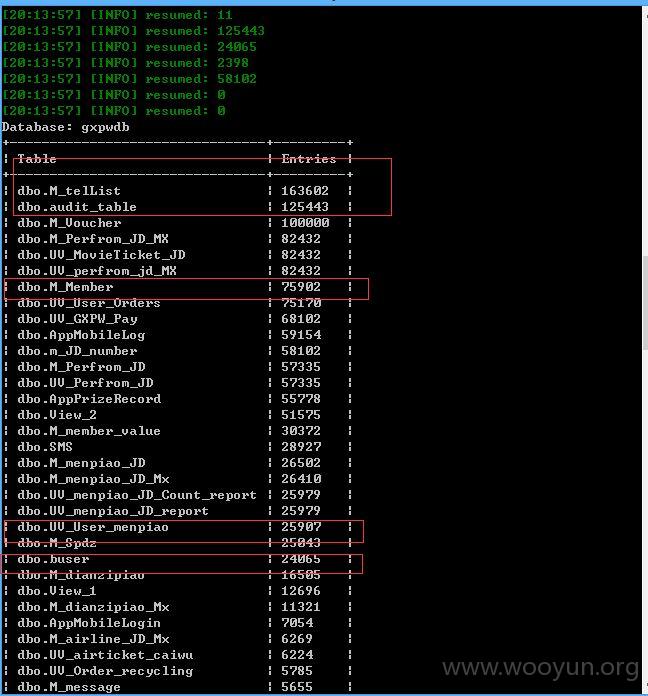 [20:13:57] [INFO] resumed: 11
[20:13:57] [INFO] resumed: 125443
[20:13:57] [INFO] resumed: 24065
[20:13:57] [INFO] resumed: 2398
[20:13:57] [INFO] resumed: 58102
[20:13:57] [INFO] resumed: 0
[20:13:57] [INFO] resumed: 0
Database: gxpwdb
+--------------------------------+---------+
| Table | Entries |
+--------------------------------+---------+
| dbo.M_telList | 163602 |
| dbo.audit_table | 125443 |
| dbo.M_Voucher | 100000 |
| dbo.M_Perfrom_JD_MX | 82432 |
| dbo.UV_MovieTicket_JD | 82432 |
| dbo.UV_perfrom_jd_MX | 82432 |
| dbo.M_Member | 75902 |
| dbo.UV_User_Orders | 75170 |
| dbo.UV_GXPW_Pay | 68102 |
| dbo.AppMobileLog | 59154 |
| dbo.m_JD_number | 58102 |
| dbo.M_Perfrom_JD | 57335 |
| dbo.UV_Perfrom_JD | 57335 |
| dbo.AppPrizeRecord | 55778 |
| dbo.View_2 | 51575 |
| dbo.M_member_value | 30372 |
| dbo.SMS | 28927 |
| dbo.M_menpiao_JD | 26502 |
| dbo.M_menpiao_JD_Mx | 26410 |
| dbo.UV_menpiao_JD_Count_report | 25979 |
| dbo.UV_menpiao_JD_report | 25979 |
| dbo.UV_User_menpiao | 25907 |
| dbo.M_Spdz | 25043 |
| dbo.buser | 24065 |
| dbo.M_dianzipiao | 16505 |
| dbo.View_1 | 12696 |
| dbo.M_dianzipiao_Mx | 11321 |
| dbo.AppMobileLogin | 7054 |
| dbo.M_airline_JD_Mx | 6269 |
| dbo.UV_airticket_caiwu | 6224 |
| dbo.UV_Order_recycling | 5785 |
| dbo.M_message | 5655 |
www.wooyun.org